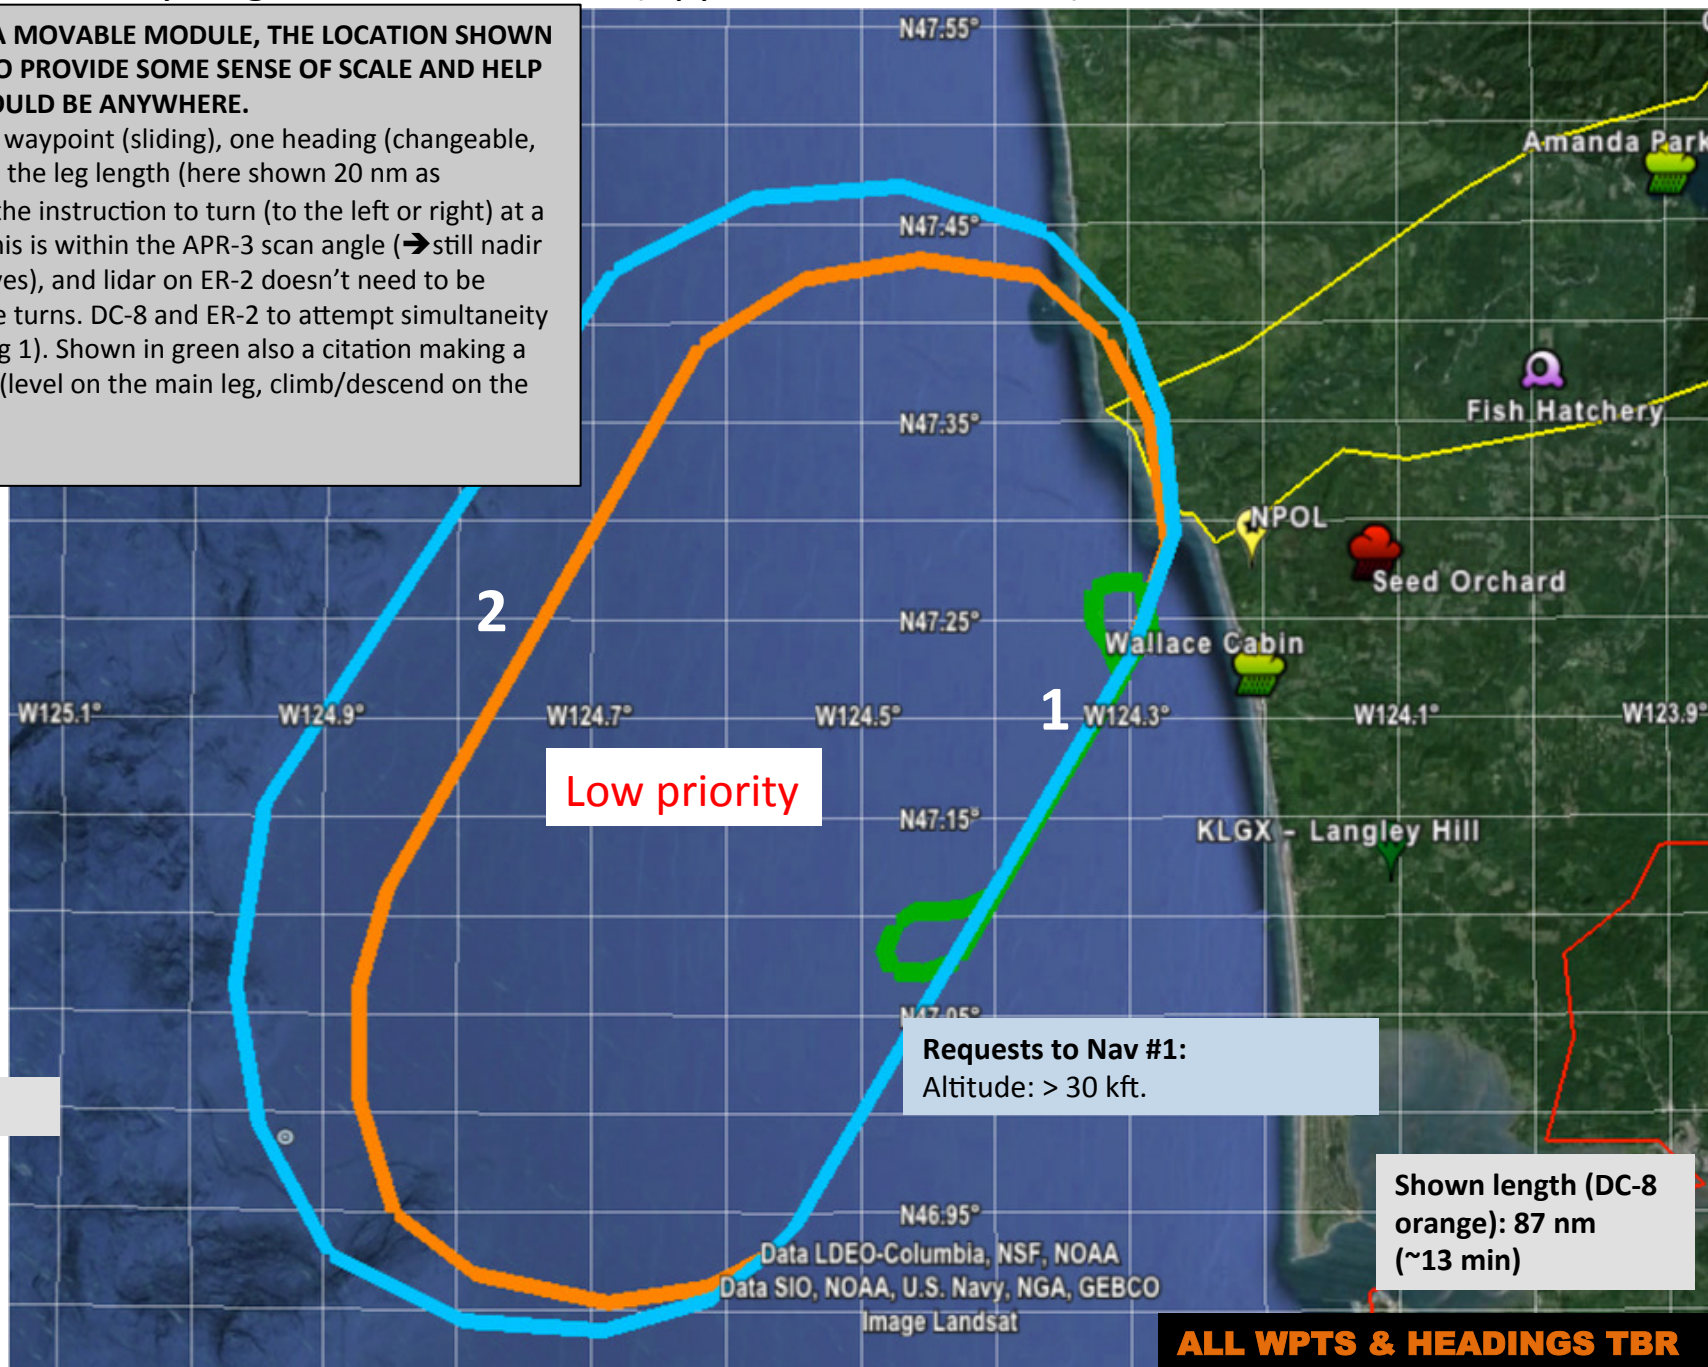 A MOVABLE MODULE, THE LOCATION SHOWN
O PROVIDE SOME SENSE OF SCALE AND HELP
OULD BE ANYWHERE.
waypoint (sliding), one heading (changeable,
the leg length (here shown 20 nm as
the instruction to turn (to the left or right) at a
his is within the APR-3 scan angle (➔still nadir
ves), and lidar on ER-2 doesn't need to be
e turns. DC-8 and ER-2 to attempt simultaneity
g 1). Shown in green also a citation making a
(level on the main leg, climb/descend on the
N47.55°
Amanda Park
N47.45°
Fish Hatchery
N47.35°
NPOL
Seed Orchard
2
N47.25°
Wallace Cabin
W125.1°
W124.9°
W124.7°
W124.5°
1
W124.3°
W124.1°
W123.9°
Low priority
N47.15°
KLGX - Langley Hill
N47.05°
Requests to Nav #1:
Altitude: > 30 kft.
Shown length (DC-8
orange): 87 nm
(~13 min)
N46.95°
Data LDEO-Columbia, NSF, NOAA
Data SIO, NOAA, U.S. Navy, NGA, GEBCO
Image Landsat
ALL WPTS & HEADINGS TBR